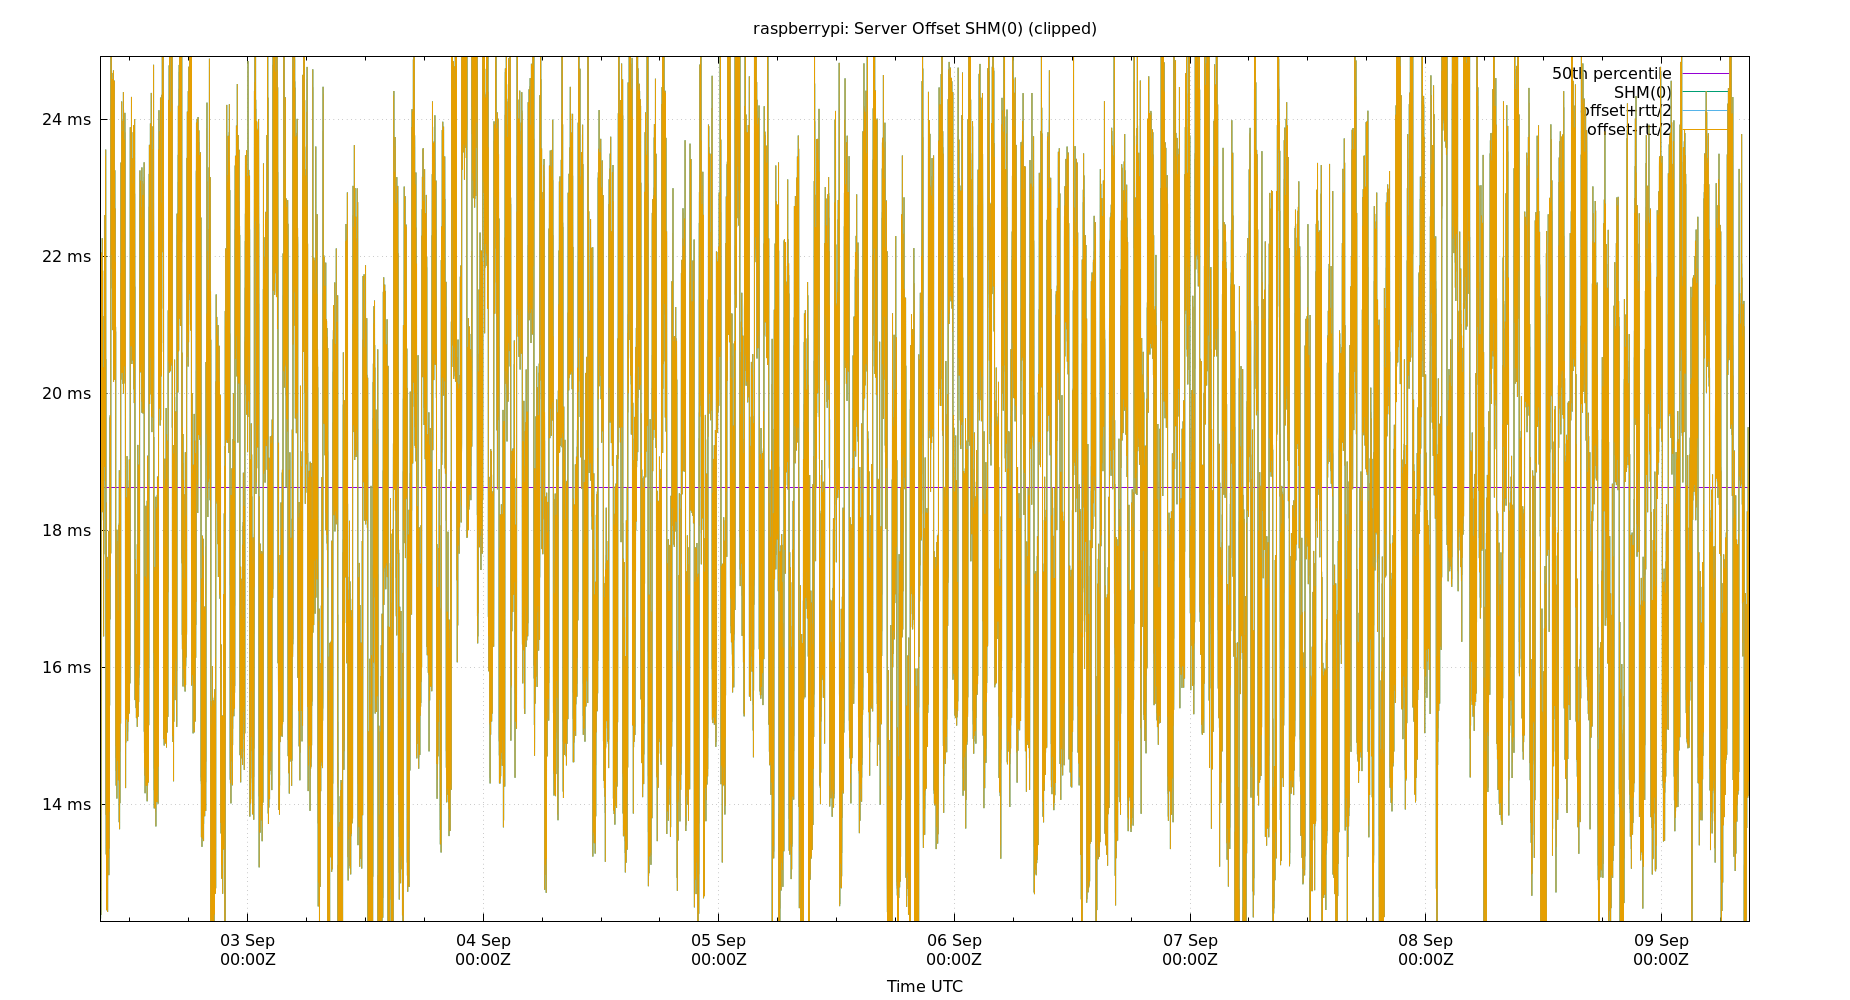 raspberrypi: Server Offset SHM(0) (clipped)
50th percentile
SHM(0)
offset+rtt/2
offset-rtt/2
24 ms
22 ms
20 ms
18 ms
16 ms
14 ms
03 Sep
00:00Z
04 Sep
00:00Z
05 Sep
00:00Z
06 Sep
00:00Z
07 Sep
00:00Z
08 Sep
00:00Z
09 Sep
00:00Z
Time UTC